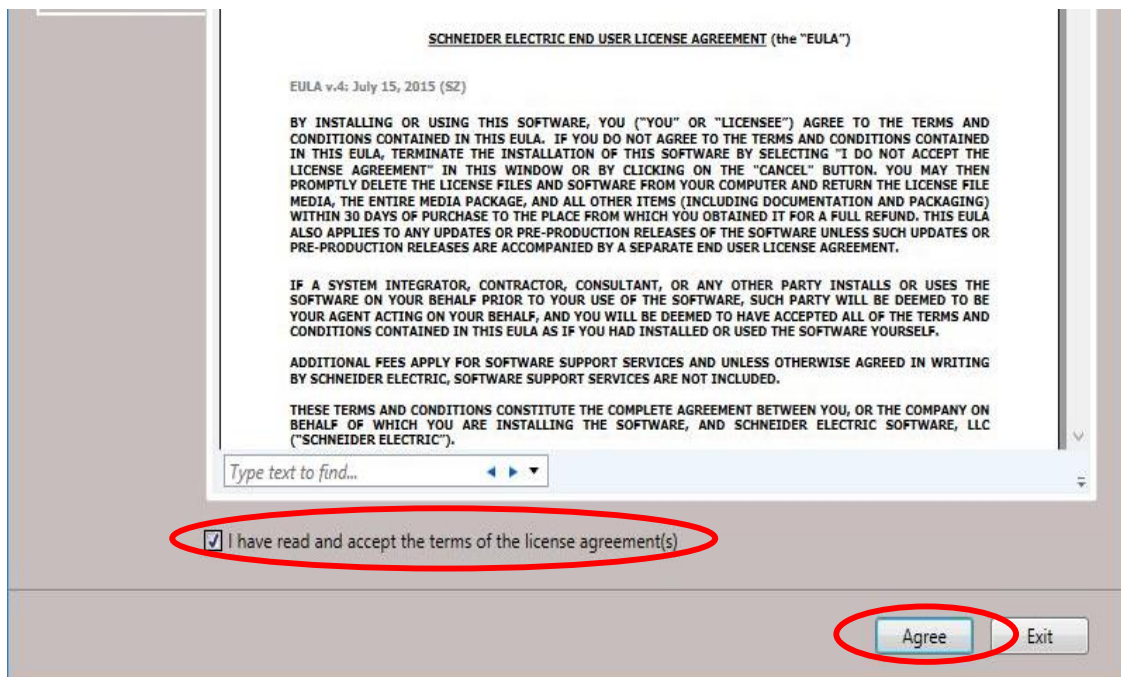 SCHNEIDER ELECTRIC END USER LICENSE AGREEMENT (the "EULA")
EULA v.4: July 15, 2015 (SZ)
BY INSTALLING OR USING THIS SOFTWARE, YOU ("YOU" OR "LICENSEE") AGREE TO THE TERMS AND
CONDITIONS CONTAINED IN THIS EULA. IF YOU DO NOT AGREE TO THE TERMS AND CONDITIONS CONTAINED
IN THIS EULA, TERMINATE THE INSTALLATION OF THIS SOFTWARE BY SELECTING "I DO NOT ACCEPT THE
LICENSE AGREEMENT" IN THIS WINDOW OR BY CLICKING ON THE "CANCEL" BUTTON. YOU MAY THEN
PROMPTLY DELETE THE LICENSE FILES AND SOFTWARE FROM YOUR COMPUTER AND RETURN THE LICENSE FILE
MEDIA, THE ENTIRE MEDIA PACKAGE, AND ALL OTHER ITEMS (INCLUDING DOCUMENTATION AND PACKAGING)
WITHIN 30 DAYS OF PURCHASE TO THE PLACE FROM WHICH YOU OBTAINED IT FOR A FULL REFUND. THIS EULA
ALSO APPLIES TO ANY UPDATES OR PRE-PRODUCTION RELEASES OF THE SOFTWARE UNLESS SUCH UPDATES OR
PRE-PRODUCTION RELEASES ARE ACCOMPANIED BY A SEPARATE END USER LICENSE AGREEMENT.
IF A SYSTEM INTEGRATOR, CONTRACTOR, CONSULTANT, OR ANY OTHER PARTY INSTALLS OR USES THE
SOFTWARE ON YOUR BEHALF PRIOR TO YOUR USE OF THE SOFTWARE, SUCH PARTY WILL BE DEEMED TO BE
YOUR AGENT ACTING ON YOUR BEHALF, AND YOU WILL BE DEEMED TO HAVE ACCEPTED ALL OF THE TERMS AND
CONDITIONS CONTAINED IN THIS EULA AS IF YOU HAD INSTALLED OR USED THE SOFTWARE YOURSELF.
ADDITIONAL FEES APPLY FOR SOFTWARE SUPPORT SERVICES AND UNLESS OTHERWISE AGREED IN WRITING
BY SCHNEIDER ELECTRIC, SOFTWARE SUPPORT SERVICES ARE NOT INCLUDED.
THESE TERMS AND CONDITIONS CONSTITUTE THE COMPLETE AGREEMENT BETWEEN YOU, OR THE COMPANY ON
BEHALF OF WHICH YOU ARE INSTALLING THE SOFTWARE, AND SCHNEIDER ELECTRIC SOFTWARE, LLC
("SCHNEIDER ELECTRIC").
Type text to find...
I have read and accept the terms of the license agreement(s)
Agree
Exit